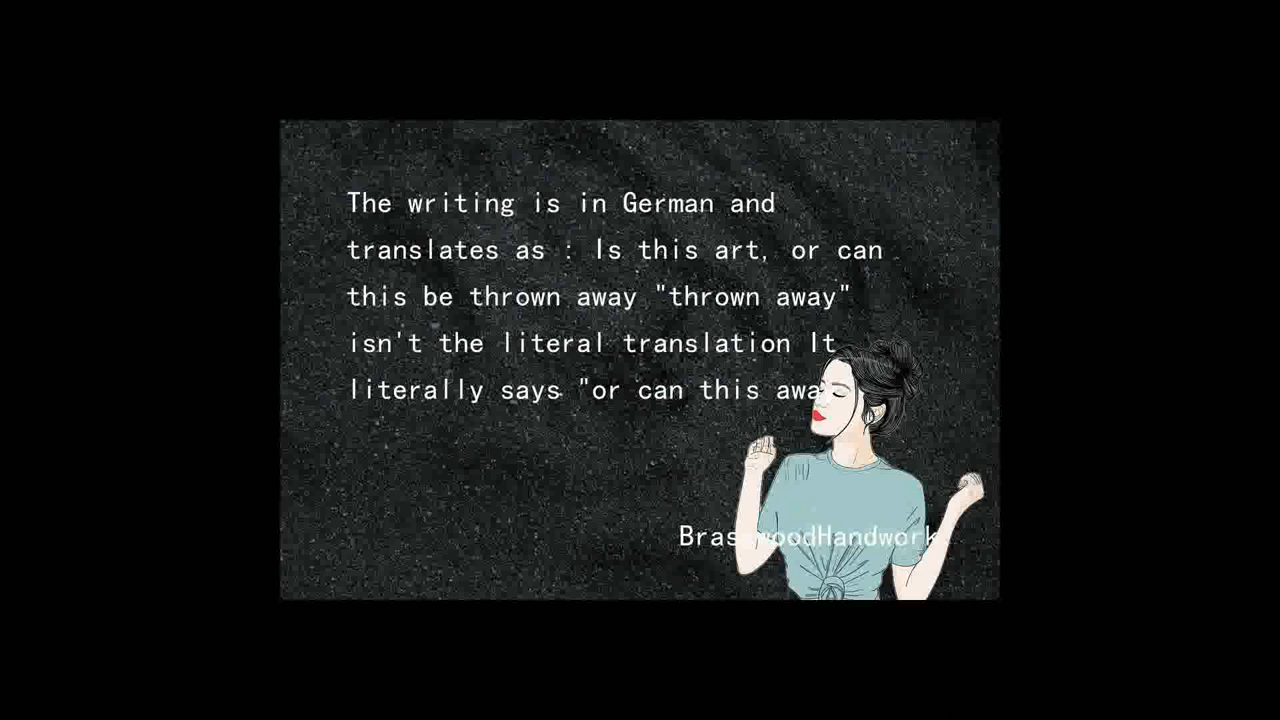 The writing is in German and
translates as : Is this art, or can
this be thrown away "thrown away"
isn't the literal translation It
literally says "or can this